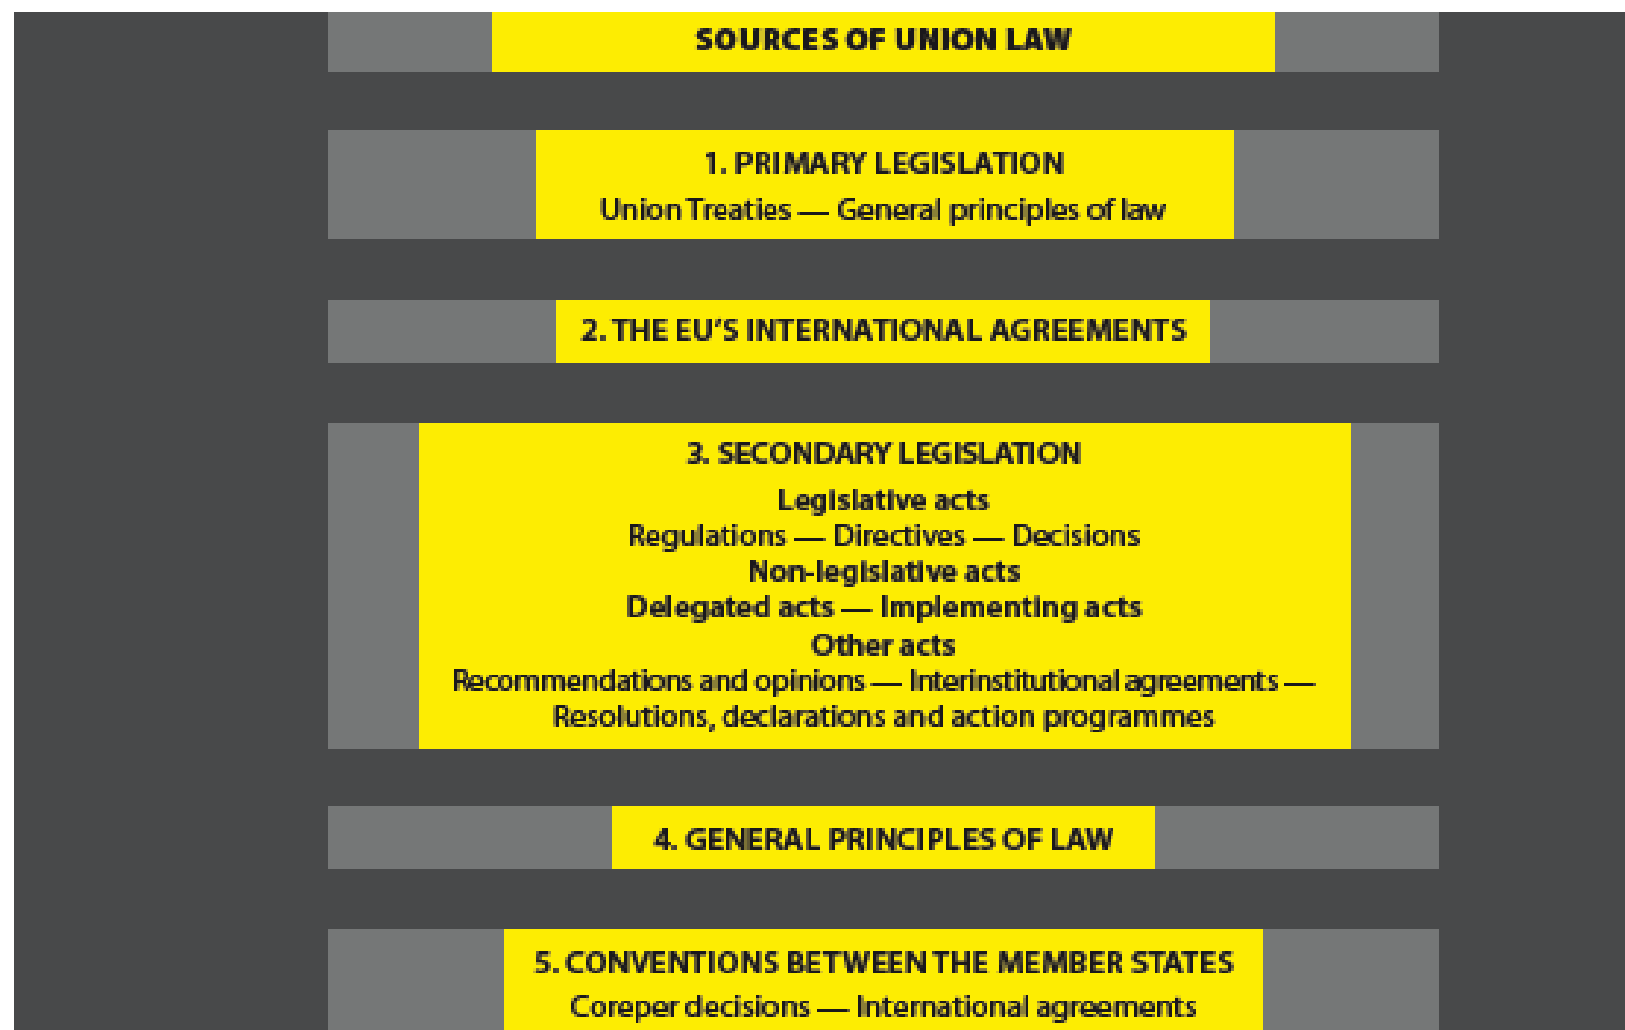 SOURCES OF UNION LAW
1. PRIMARY LEGISLATION
Union Treaties — General principles of law
2. THE EU’S INTERNATIONAL AGREEMENTS
3. SECONDARY LEGISLATION
Legislative acts
Regulations — Directives — Decisions
Non-legislative acts
Delegated acts — Implementing acts
Other acts
Recommendations and opinions — Interinstitutional agreements —
Resolutions, declarations and action programmes
4. GENERAL PRINCIPLES OF LAW
5. CONVENTIONS BETWEEN THE MEMBER STATES
Coreper decisions — International agreements